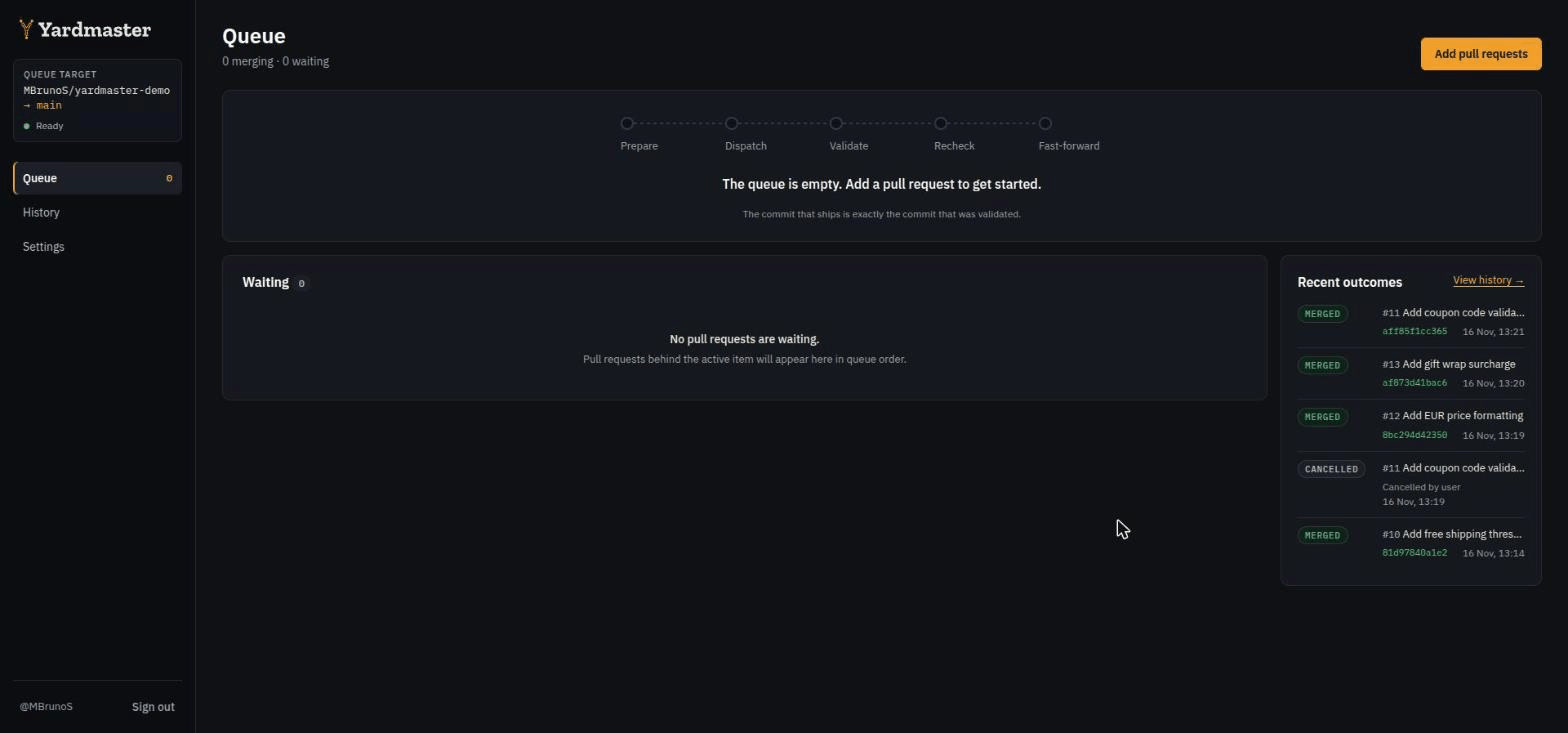 Yardmaster
QUEUE TARGET
MBrunoS/yardmaster-demo
→ main
Ready
Queue 0
History
Settings
@MBrunoS Sign out
Queue
0 merging · 0 waiting
Add pull requests
Prepare Dispatch Validate Recheck Fast-forward
The queue is empty. Add a pull request to get started.
The commit that ships is exactly the commit that was validated.
Waiting 0
No pull requests are waiting.
Pull requests behind the active item will appear here in queue order.
Recent outcomes View history →
MERGED #11 Add coupon code valida...
aff85f1cc365 16 Nov, 13:21
MERGED #13 Add gift wrap surcharge
af873d41bac6 16 Nov, 13:20
MERGED #12 Add EUR price formatting
8bc294d42350 16 Nov, 13:19
CANCELLED #11 Add coupon code valida...
Cancelled by user
16 Nov, 13:19
MERGED #10 Add free shipping thres...
81d97840a1e2 16 Nov, 13:14